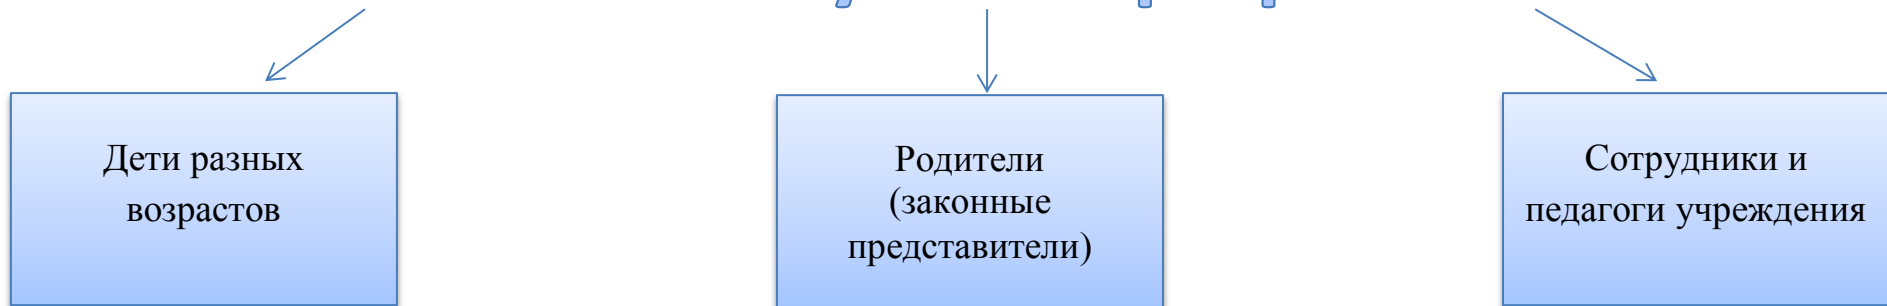 Дети разных
возрастов
Родители
(законные
представители)
Сотрудники и
педагоги учреждения